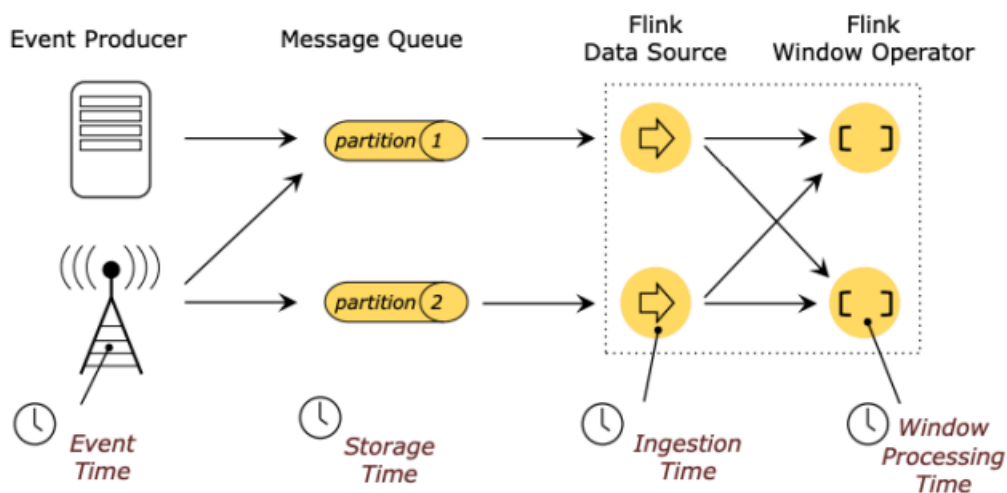 Event Producer
Message Queue
Flink
Data Source
Flink
Window Operator
partition 1
partition 2
Event
Time
Storage
Time
Ingestion
Time
Window
Processing
Time